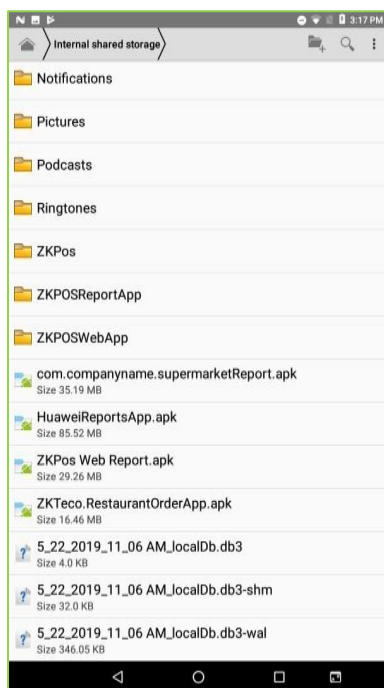 3:17 PM
Internal shared storage
Notifications
Pictures
Podcasts
Ringtones
ZKPos
ZKPOSReportApp
ZKPOSWebApp
com.companyname.supermarketReport.apk
Size 35.19 MB
HuaweiReportsApp.apk
Size 85.52 MB
ZKPos Web Report.apk
Size 29.26 MB
ZKTeco.RestaurantOrderApp.apk
Size 16.46 MB
5_22_2019_11_06 AM_localDb.db3
Size 4.0 KB
5_22_2019_11_06 AM_localDb.db3-shm
Size 32.0 KB
5_22_2019_11_06 AM_localDb.db3-wal
Size 346.05 KB